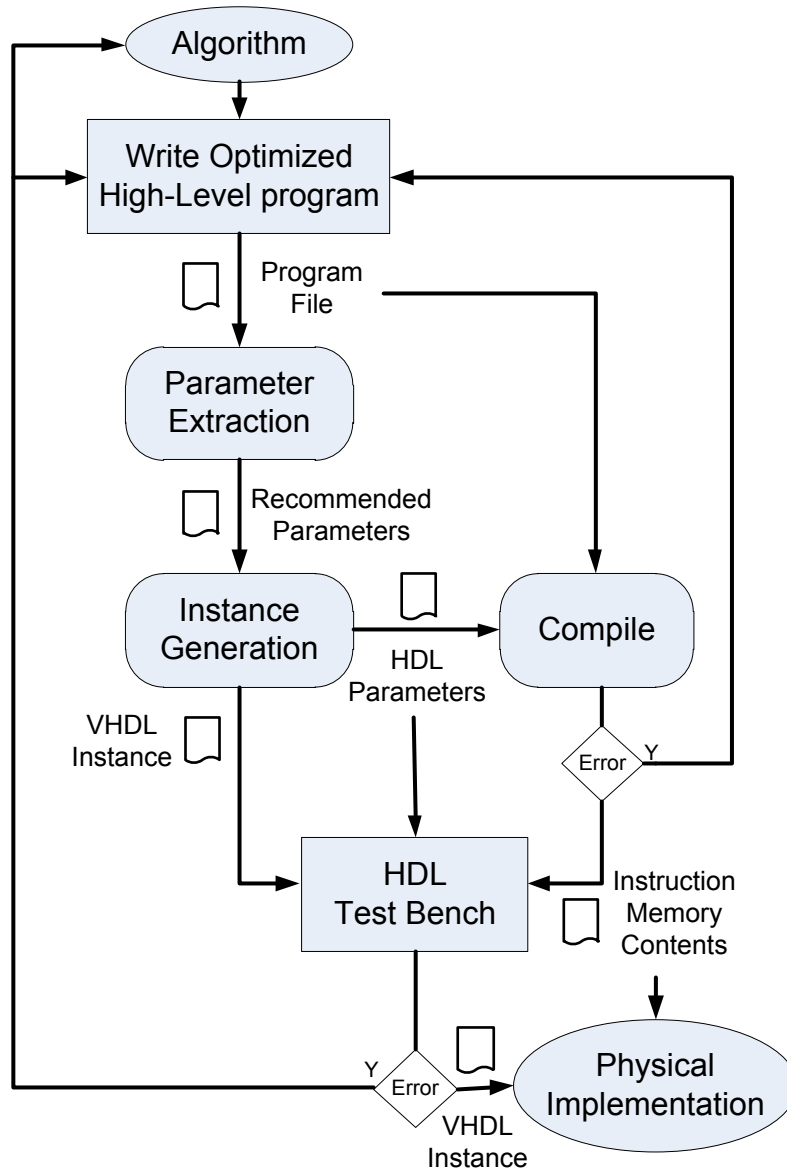 Algorithm
Write Optimized
High-Level program
Program
File
Parameter
Extraction
Recommended
Parameters
Instance
Generation
Compile
HDL
Parameters
VHDL
Instance
Error
Y
HDL
Test Bench
Instruction
Memory
Contents
Y
Error
VHDL
Instance
Physical
Implementation